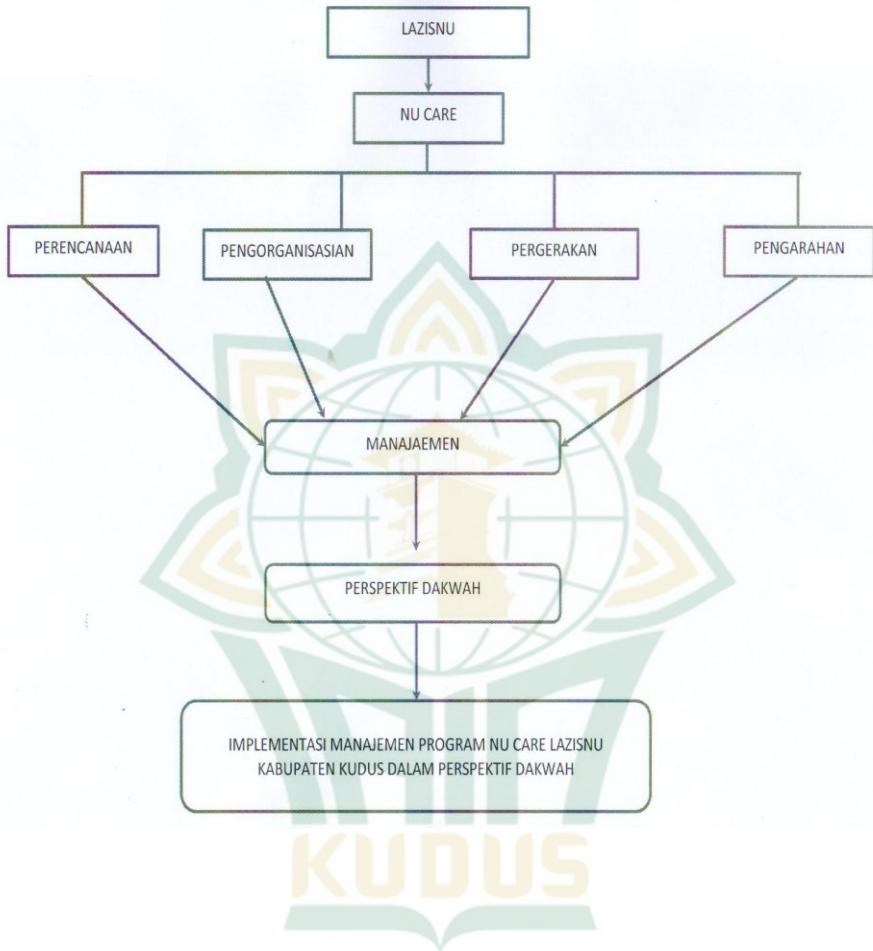 LAZISNU
NU CARE
PERENCANAAN
PENGORGANISASIAN
PERGERAKAN
PENGARAHAN
MANAJAEMEN
PERSPEKTIF DAKWAH
IMPLEMENTASI MANAJEMEN PROGRAM NU CARE LAZISNU
KABUPATEN KUDUS DALAM PERSPEKTIF DAKWAH
KUDUS